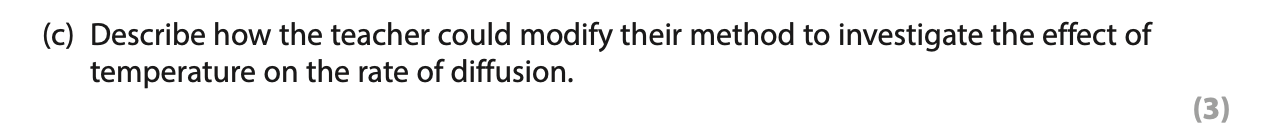 (c) Describe how the teacher could modify their method to investigate the effect of
temperature on the rate of diffusion.
(3)